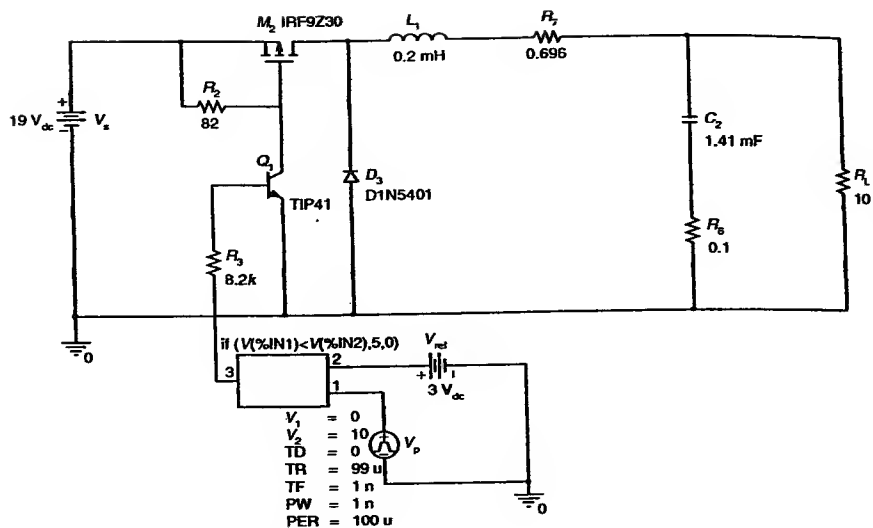 M2 IRF9Z30
L1
0.2 mH
R7
0.696
R2
82
19 Vdc
+
−
Vs
C2
1.41 mF
Q1
TIP41
D3
D1N5401
RL
10
R3
8.2k
R6
0.1
0
if (V(%IN1)<V(%IN2),5,0)
3
2
1
Vref
+
−
3 Vdc
V1 = 0
V2 = 10
TD = 0
TR = 99 u
TF = 1 n
PW = 1 n
PER = 100 u
Vp
0